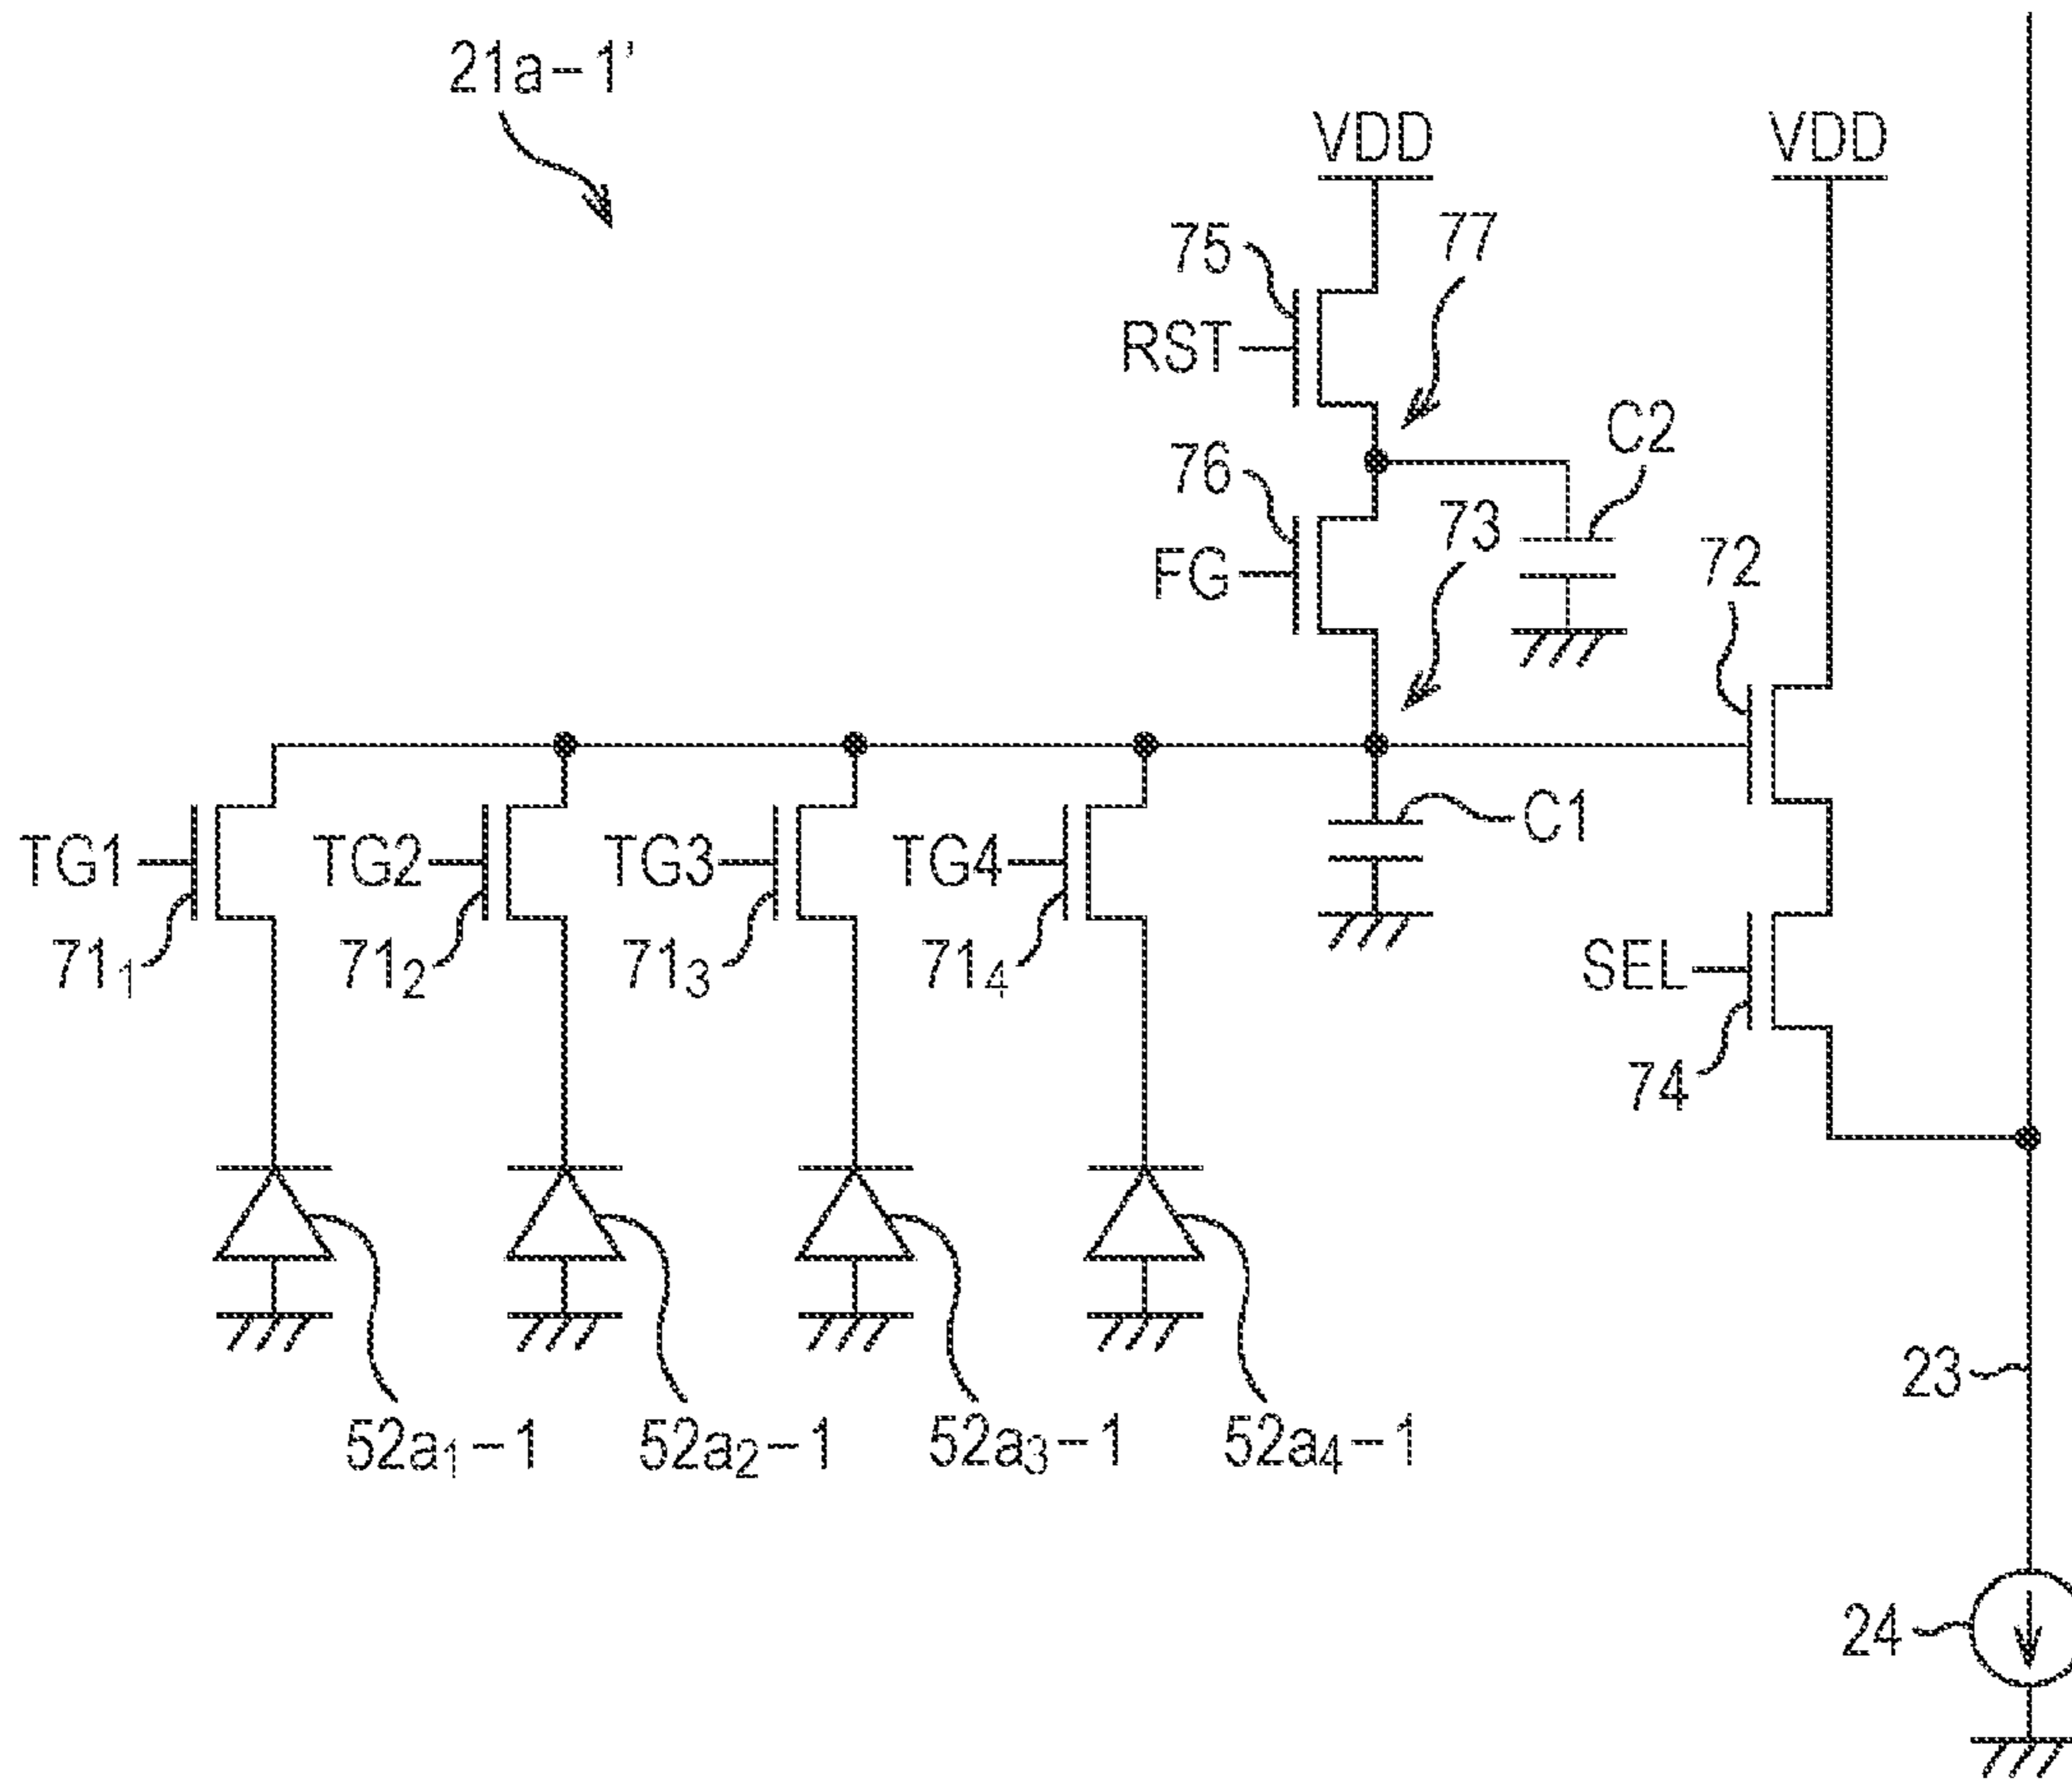 21a-1'
VDD
VDD
75
77
RST
C2
76
73
72
FG
C1
TG1
TG2
TG3
TG4
71₁
71₂
71₃
71₄
SEL
74
23
52a₁-1
52a₂-1
52a₃-1
52a₄-1
24